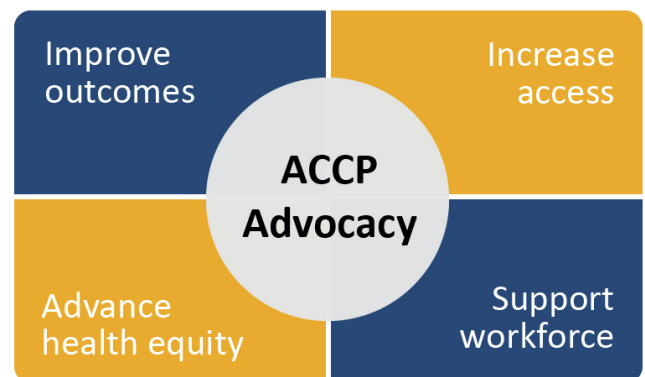 Improve
outcomes
Increase
access
ACCP
Advocacy
Advance
health equity
Support
workforce